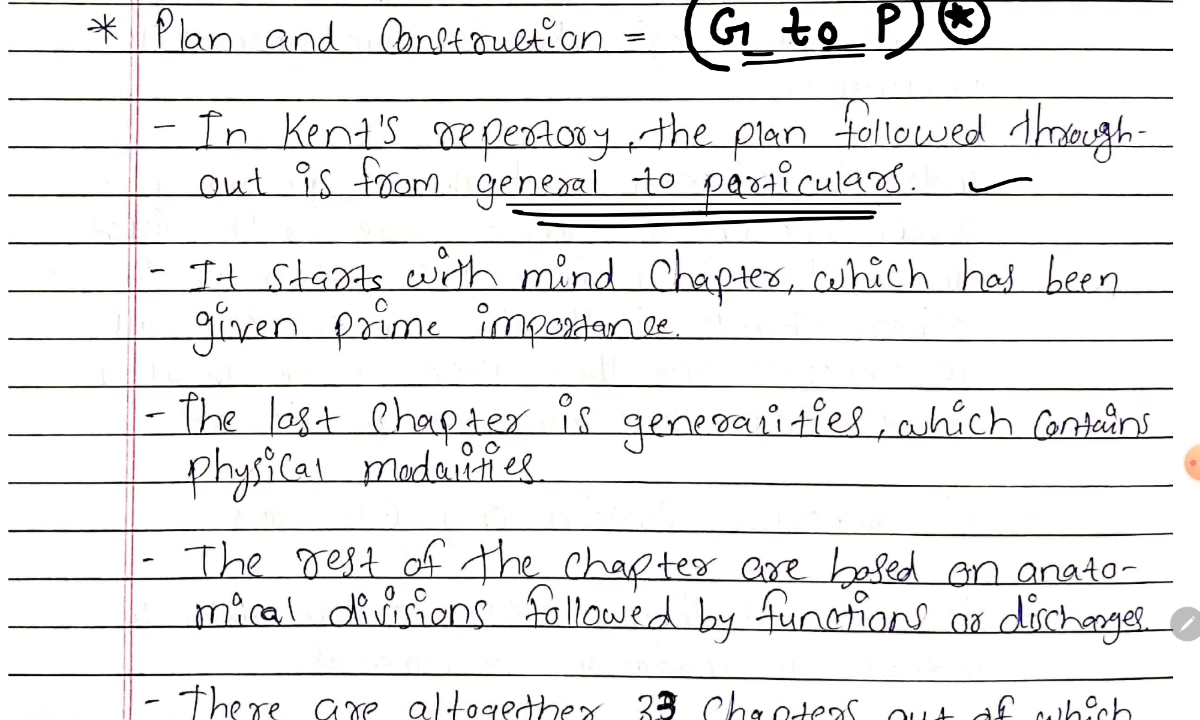 * Plan and Construction = (G to P) *
- In Kent's repertory, the plan followed through-
out is from general to particulars.
- It starts with mind Chapter, which has been
given prime importance.
- The last Chapter is generalities, which Contains
physical modalities.
- The rest of the chapter are based on anato-
mical divisions followed by functions or discharges.
- There are altogether 33 Chapters out of which